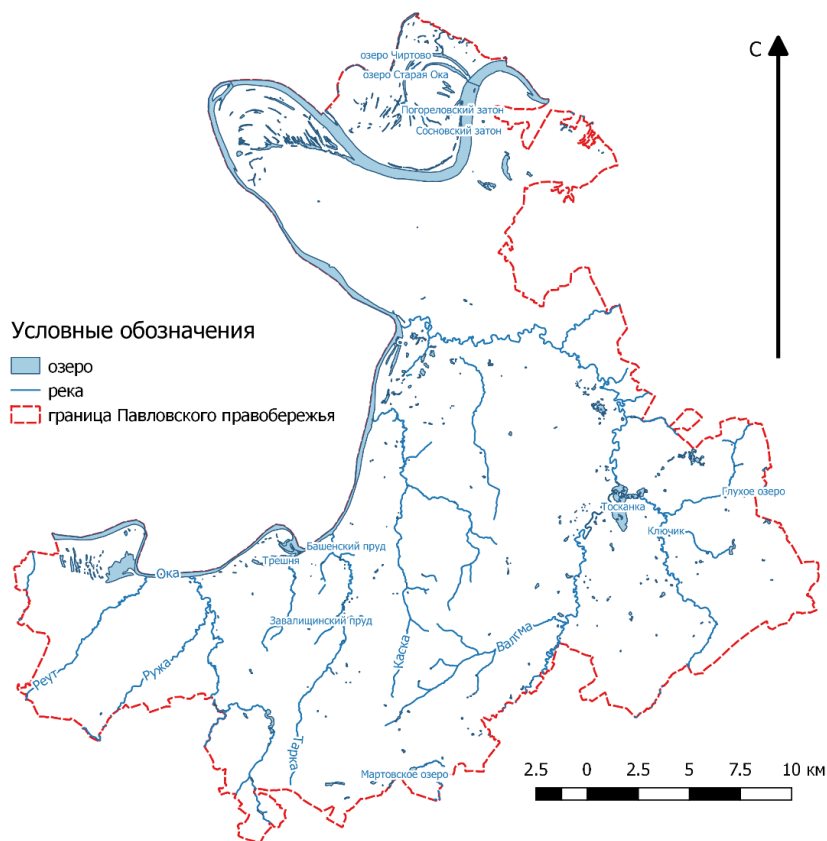 озеро Чиртово
С
озеро Старая Ока
Погореловский затон
Сосновский затон
Условные обозначения
озеро
река
граница Павловского правобережья
Глухое озеро
Тосканка
Ключик
Башенский пруд
Трешня
Ока
Завалищинский пруд
Валгма
Каска
Ружа
Реут
Тарка
Мартовское озеро
2.5 0 2.5 5 7.5 10 км